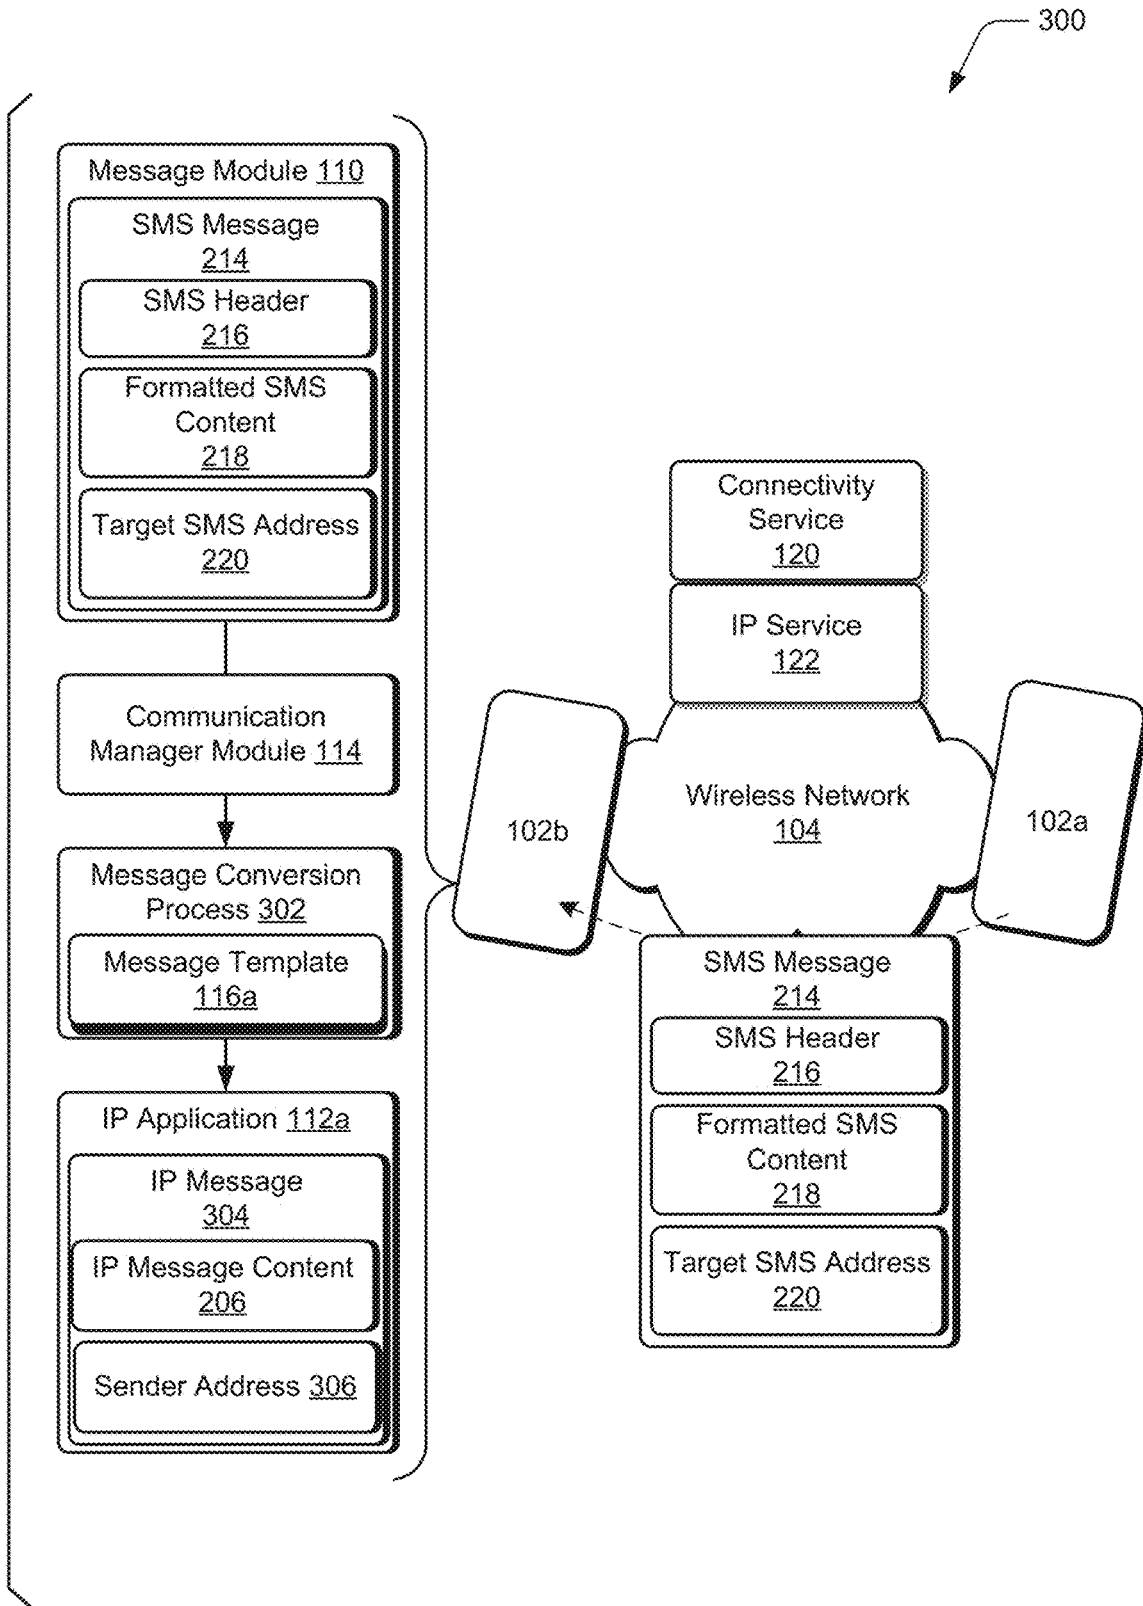 300
Message Module 110
SMS Message
214
SMS Header
216
Formatted SMS
Content
218
Target SMS Address
220
Communication
Manager Module 114
Message Conversion
Process 302
Message Template
116a
IP Application 112a
IP Message
304
IP Message Content
206
Sender Address 306
Connectivity
Service
120
IP Service
122
102b
Wireless Network
104
102a
SMS Message
214
SMS Header
216
Formatted SMS
Content
218
Target SMS Address
220